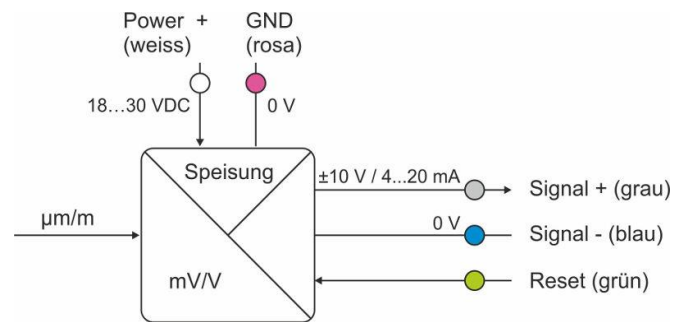 Power +
(weiss)
GND
(rosa)
18...30 VDC
0 V
Speisung
±10 V / 4...20 mA
Signal + (grau)
µm/m
0 V
Signal - (blau)
mV/V
Reset (grün)